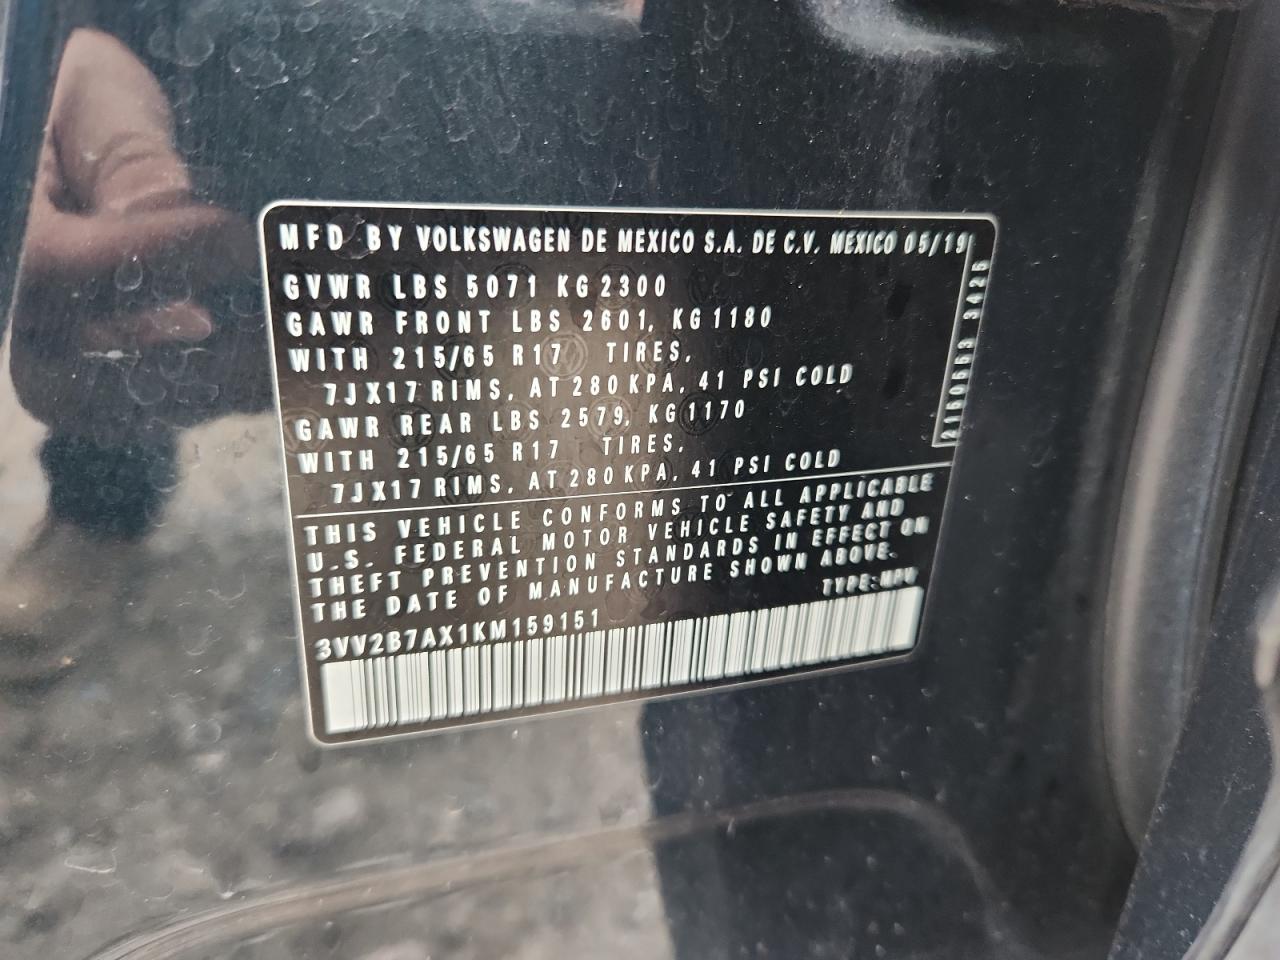 MFD BY VOLKSWAGEN DE MEXICO S.A. DE C.V. MEXICO 05/19
GVWR LBS 5071 KG 2300
GAWR FRONT LBS 2601, KG 1180
WITH 215/65 R17 TIRES,
7JX17 RIMS, AT 280 KPA, 41 PSI COLD
GAWR REAR LBS 2579, KG 1170
WITH 215/65 R17 TIRES,
7JX17 RIMS, AT 280 KPA, 41 PSI COLD
THIS VEHICLE CONFORMS TO ALL APPLICABLE
U.S. FEDERAL MOTOR VEHICLE SAFETY AND
THEFT PREVENTION STANDARDS IN EFFECT ON
THE DATE OF MANUFACTURE SHOWN ABOVE.
TYPE: MPV
3VV2B7AX1KM159151